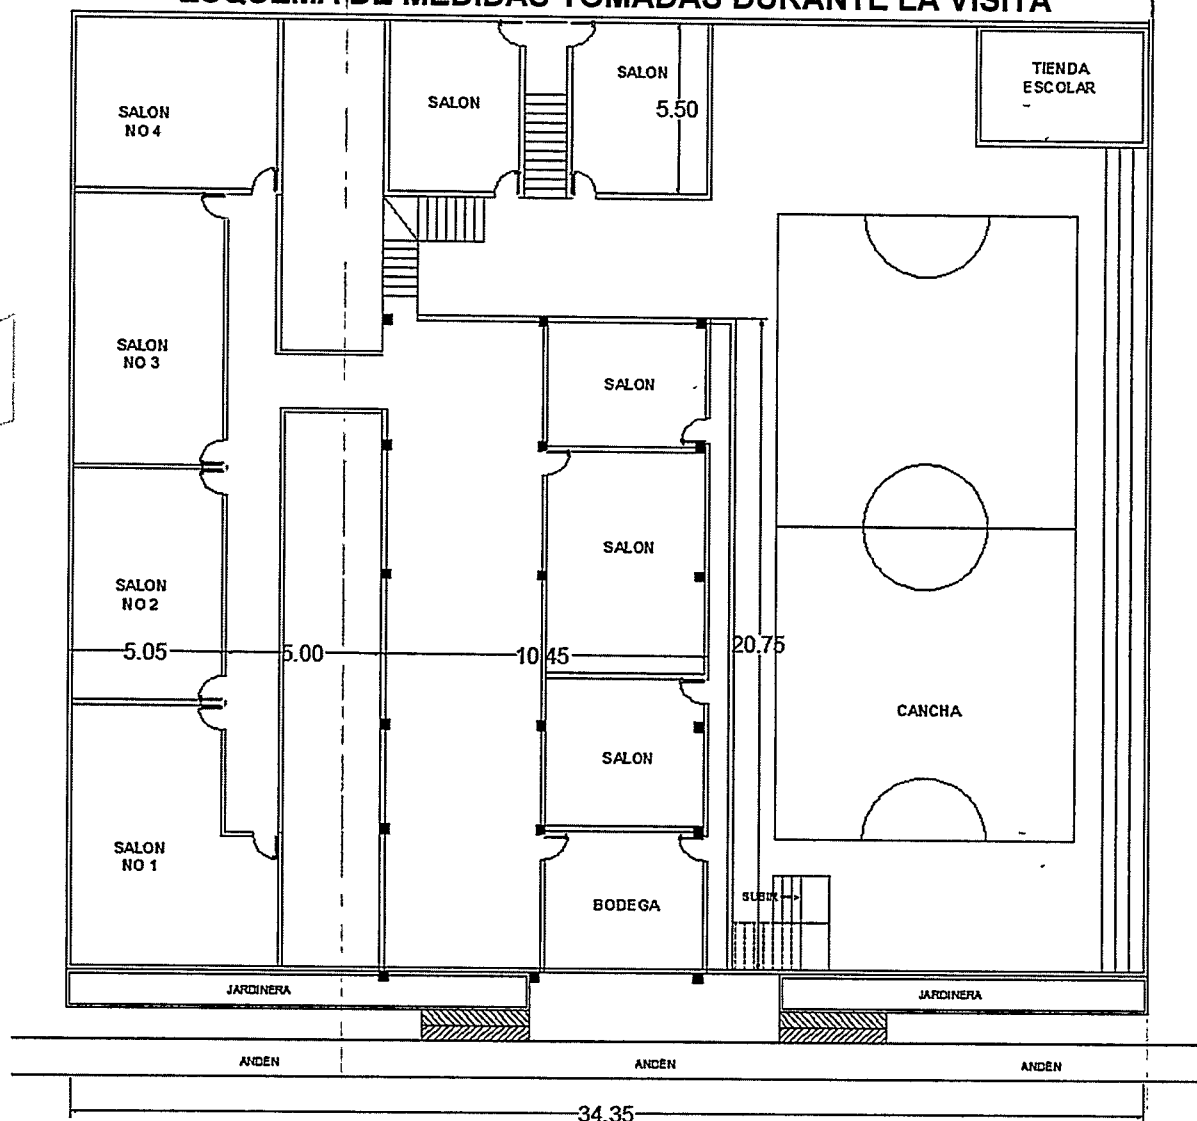 ESQUEMA DE MEDIDAS TOMADAS DURANTE LA VISITA
TIENDA
ESCOLAR
SALON
5.50
SALON
SALON
NO 4
SALON
NO 3
SALON
SALON
SALON
NO 2
5.05
5.00
10.45
20.75
CANCHA
SALON
SALON
NO 1
SUBIR
BODEGA
JARDINERA
JARDINERA
ANDEN
ANDEN
ANDEN
34.35